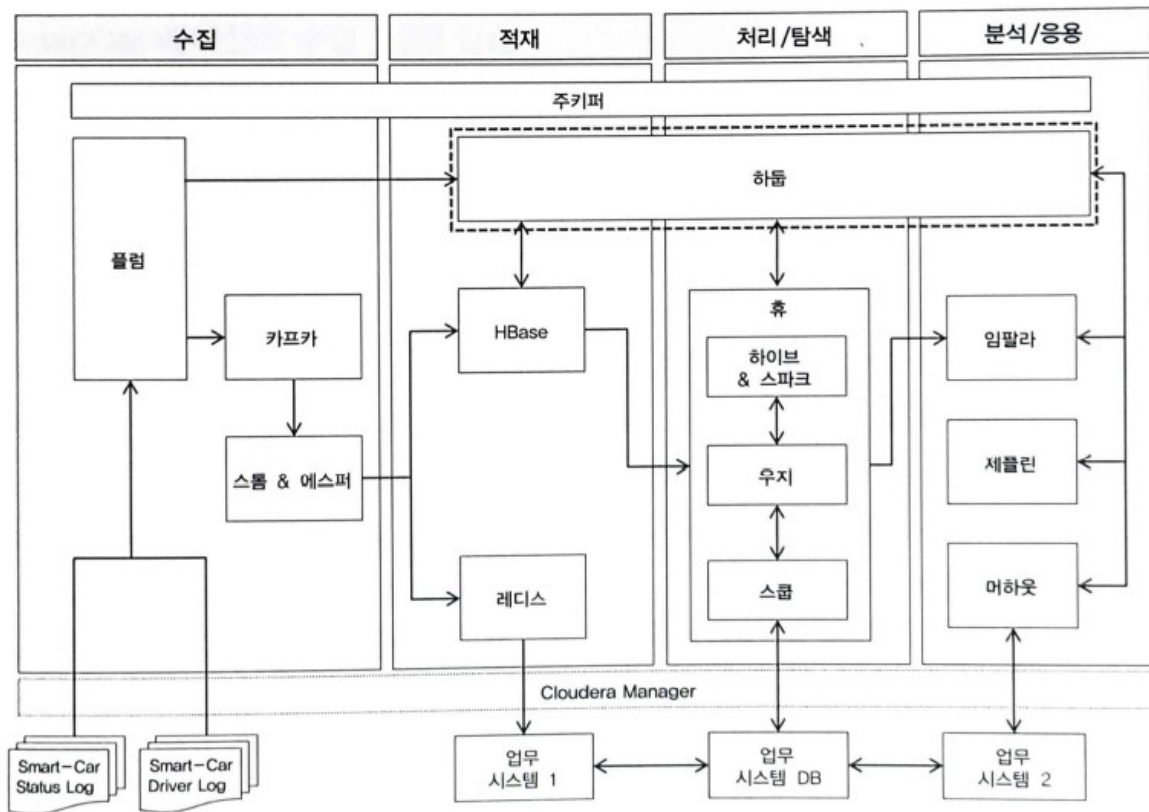 수집
적재
처리/탐색
분석/응용
주키퍼
하둡
플럼
카프카
HBase
휴
하이브
& 스파크
임팔라
스톰 & 에스퍼
우지
제플린
레디스
스쿱
머하웃
Cloudera Manager
Smart-Car
Status Log
Smart-Car
Driver Log
업무
시스템 1
업무
시스템 DB
업무
시스템 2